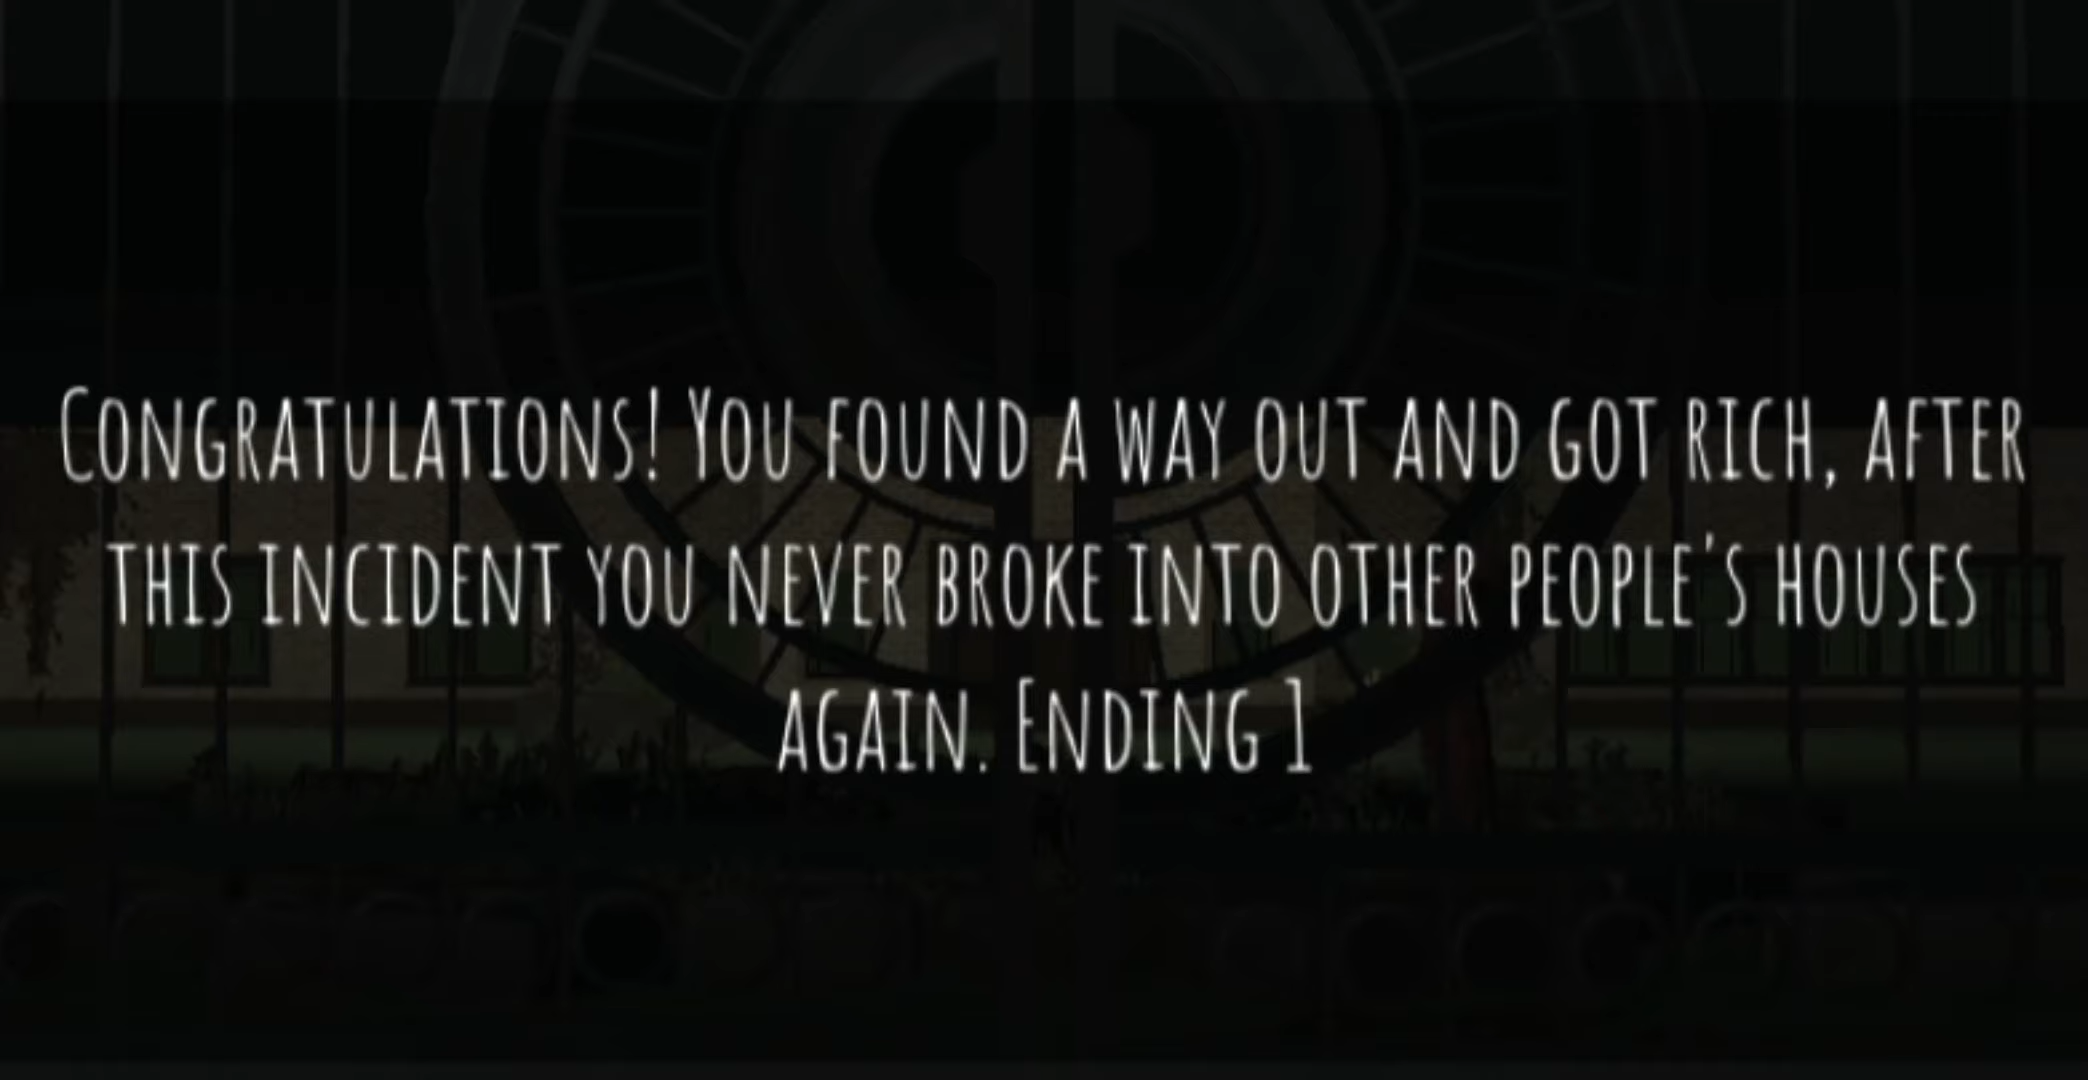 Congratulations! You found a way out and got rich, after
this incident you never broke into other people's houses
again. Ending 1